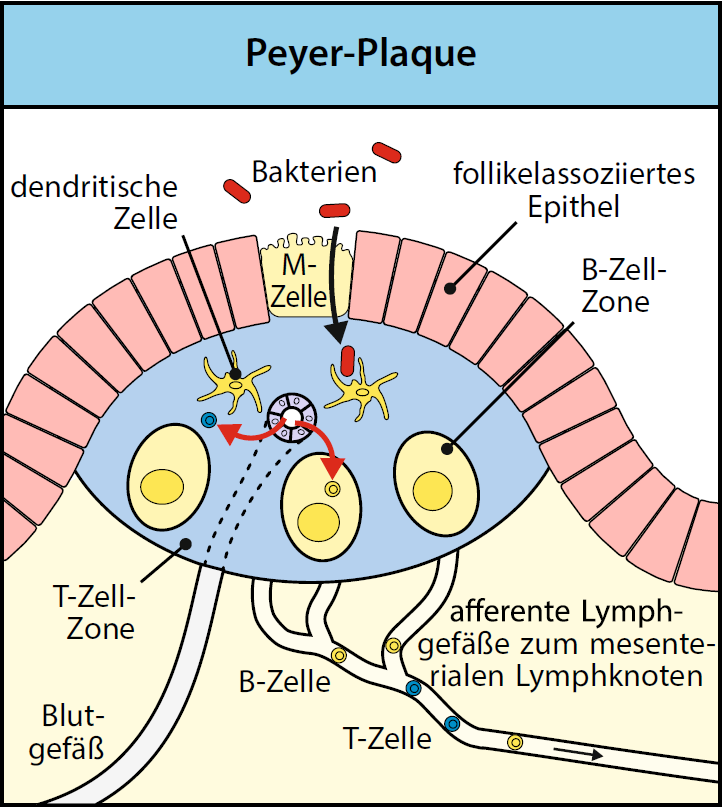 Peyer-Plaque
dendritische
Zelle
Bakterien
follikelassoziiertes
Epithel
M-
Zelle
B-Zell-
Zone
T-Zell-
Zone
afferente Lymph-
gefäße zum mesente-
rialen Lymphknoten
B-Zelle
T-Zelle
Blut-
gefäß